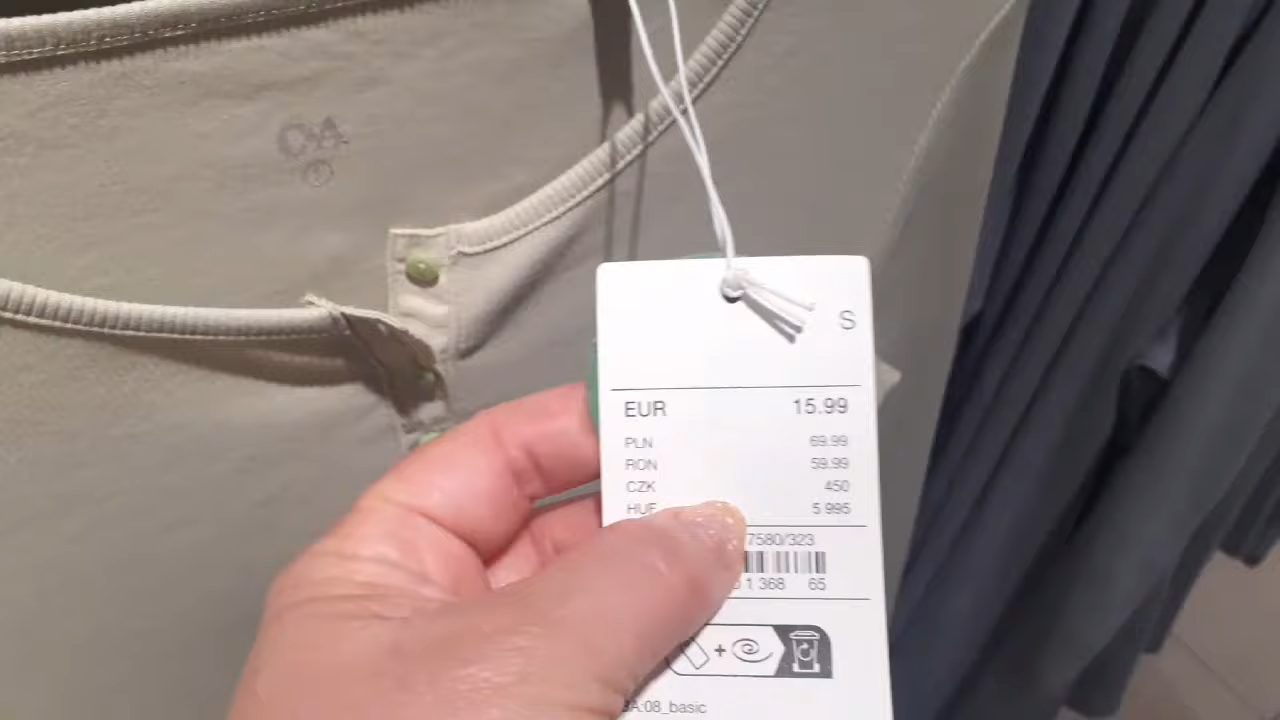 C&A
S
EUR 15.99
PLN 69.99
RON 59.99
CZK 450
HUF 5 995
7580/323
1 368 65
A:08_basic